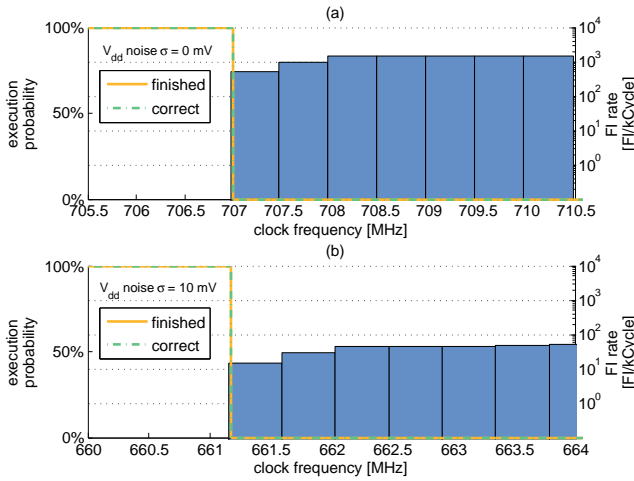 (a)
100%
50%
0%
execution
probability
V_dd noise σ = 0 mV
finished
correct
10^4
10^3
10^2
10^1
10^0
FI rate
[FI/kCycle]
705.5 706 706.5 707 707.5 708 708.5 709 709.5 710 710.5
clock frequency [MHz]
(b)
100%
50%
0%
execution
probability
V_dd noise σ = 10 mV
finished
correct
10^4
10^3
10^2
10^1
10^0
FI rate
[FI/kCycle]
660 660.5 661 661.5 662 662.5 663 663.5 664
clock frequency [MHz]